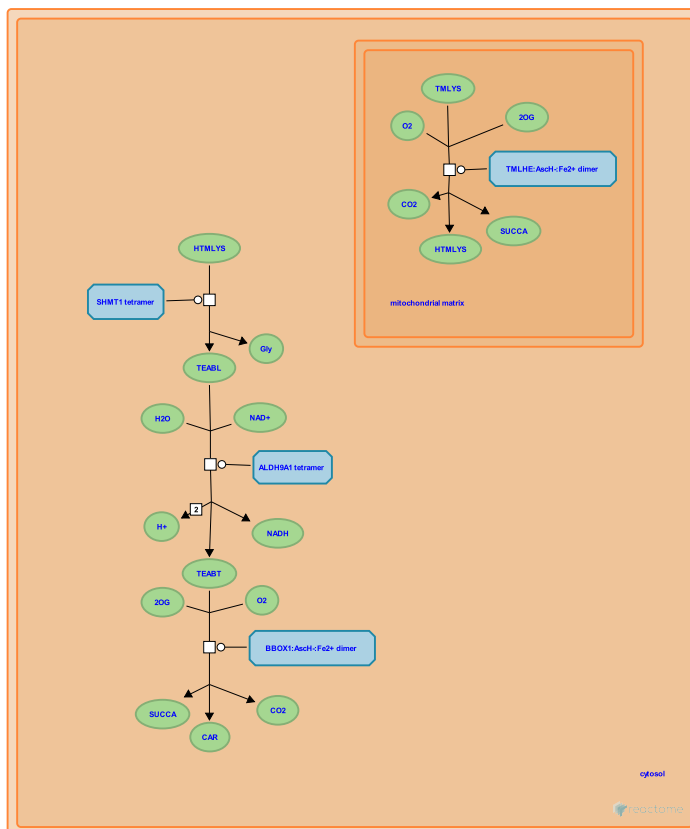 TMLYS
O2
2OG
TMLHE:AscH-:Fe2+ dimer
CO2
SUCCA
HTMLYS
mitochondrial matrix
HTMLYS
SHMT1 tetramer
Gly
TEABL
H2O
NAD+
ALDH9A1 tetramer
2
H+
NADH
TEABT
2OG
O2
BBOX1:AscH-:Fe2+ dimer
SUCCA
CO2
CAR
cytosol
reactome